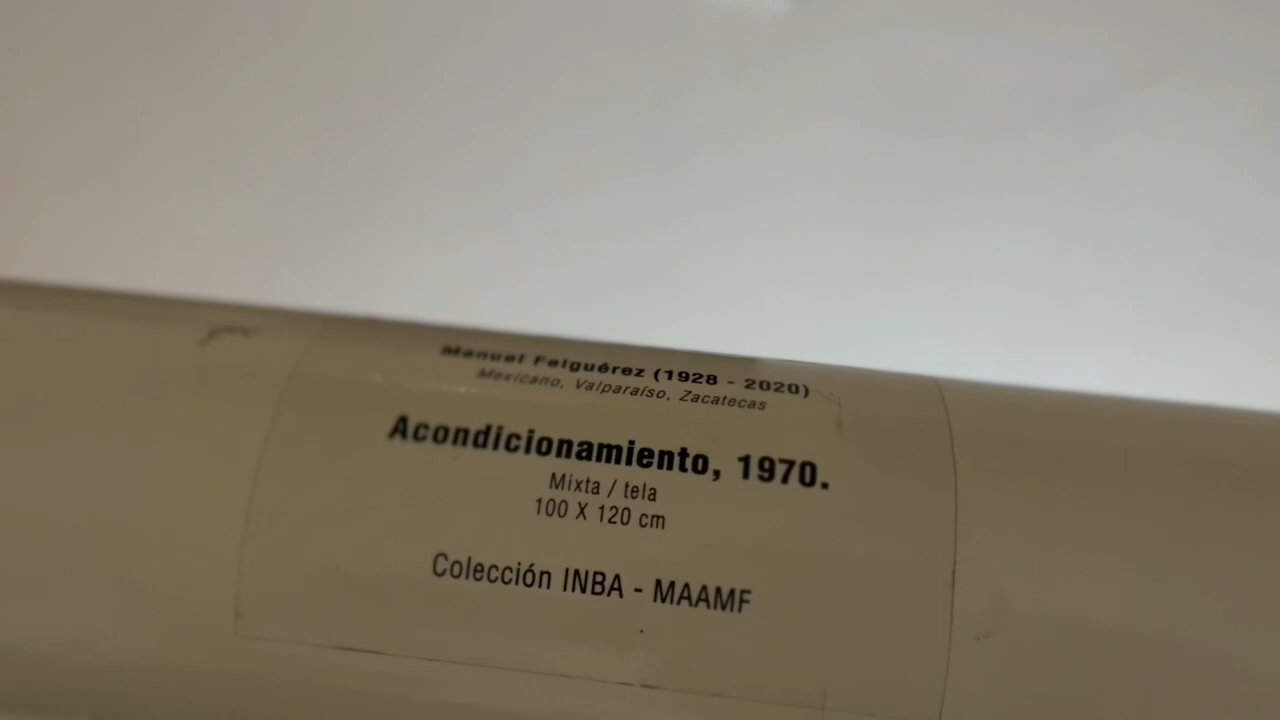 Manuel Felguérez (1928 - 2020)
Mexicano, Valparaíso, Zacatecas
Acondicionamiento, 1970.
Mixta / tela
100 X 120 cm
Colección INBA - MAAMF